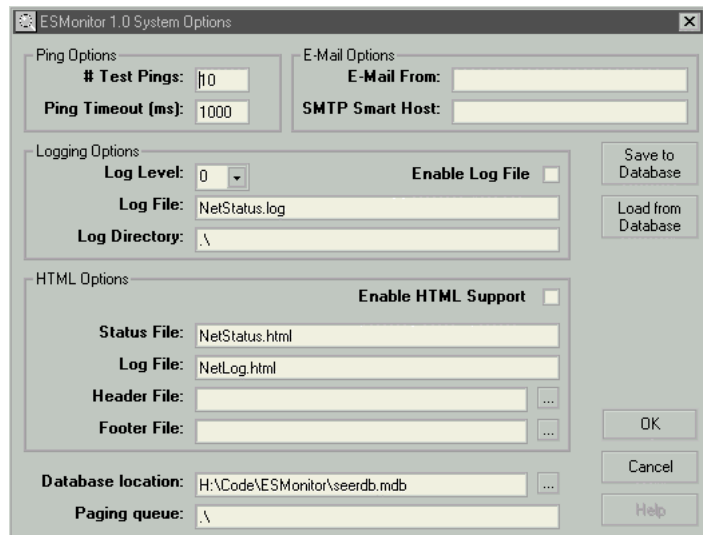 ESMonitor 1.0 System Options
Ping Options
# Test Pings: 10
Ping Timeout (ms): 1000
E-Mail Options
E-Mail From:
SMTP Smart Host:
Logging Options
Log Level: 0
Enable Log File
Log File: NetStatus.log
Log Directory: .\
Save to Database
Load from Database
HTML Options
Enable HTML Support
Status File: NetStatus.html
Log File: NetLog.html
Header File: ...
Footer File: ...
Database location: H:\Code\ESMonitor\seerdb.mdb ...
Paging queue: .\
OK
Cancel
Help